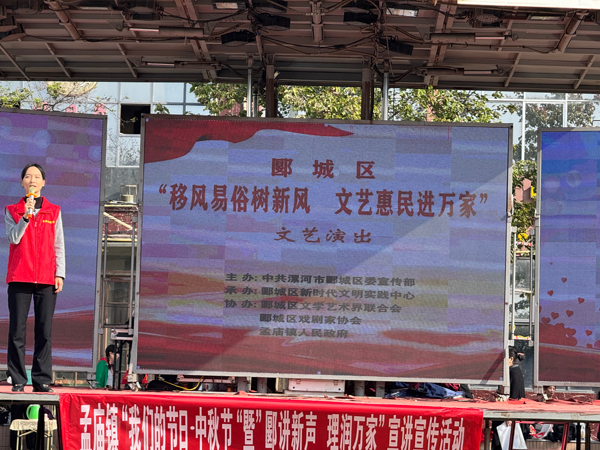 郾城区
“移风易俗树新风 文艺惠民进万家”
文艺演出
主办：中共漯河市郾城区委宣传部
承办：郾城区新时代文明实践中心
协办：郾城区文学艺术界联合会
郾城区戏剧家协会
孟庙镇人民政府
孟庙镇“我们的节日·中秋节“暨”郾讲新声 理润万家”宣讲宣传活动